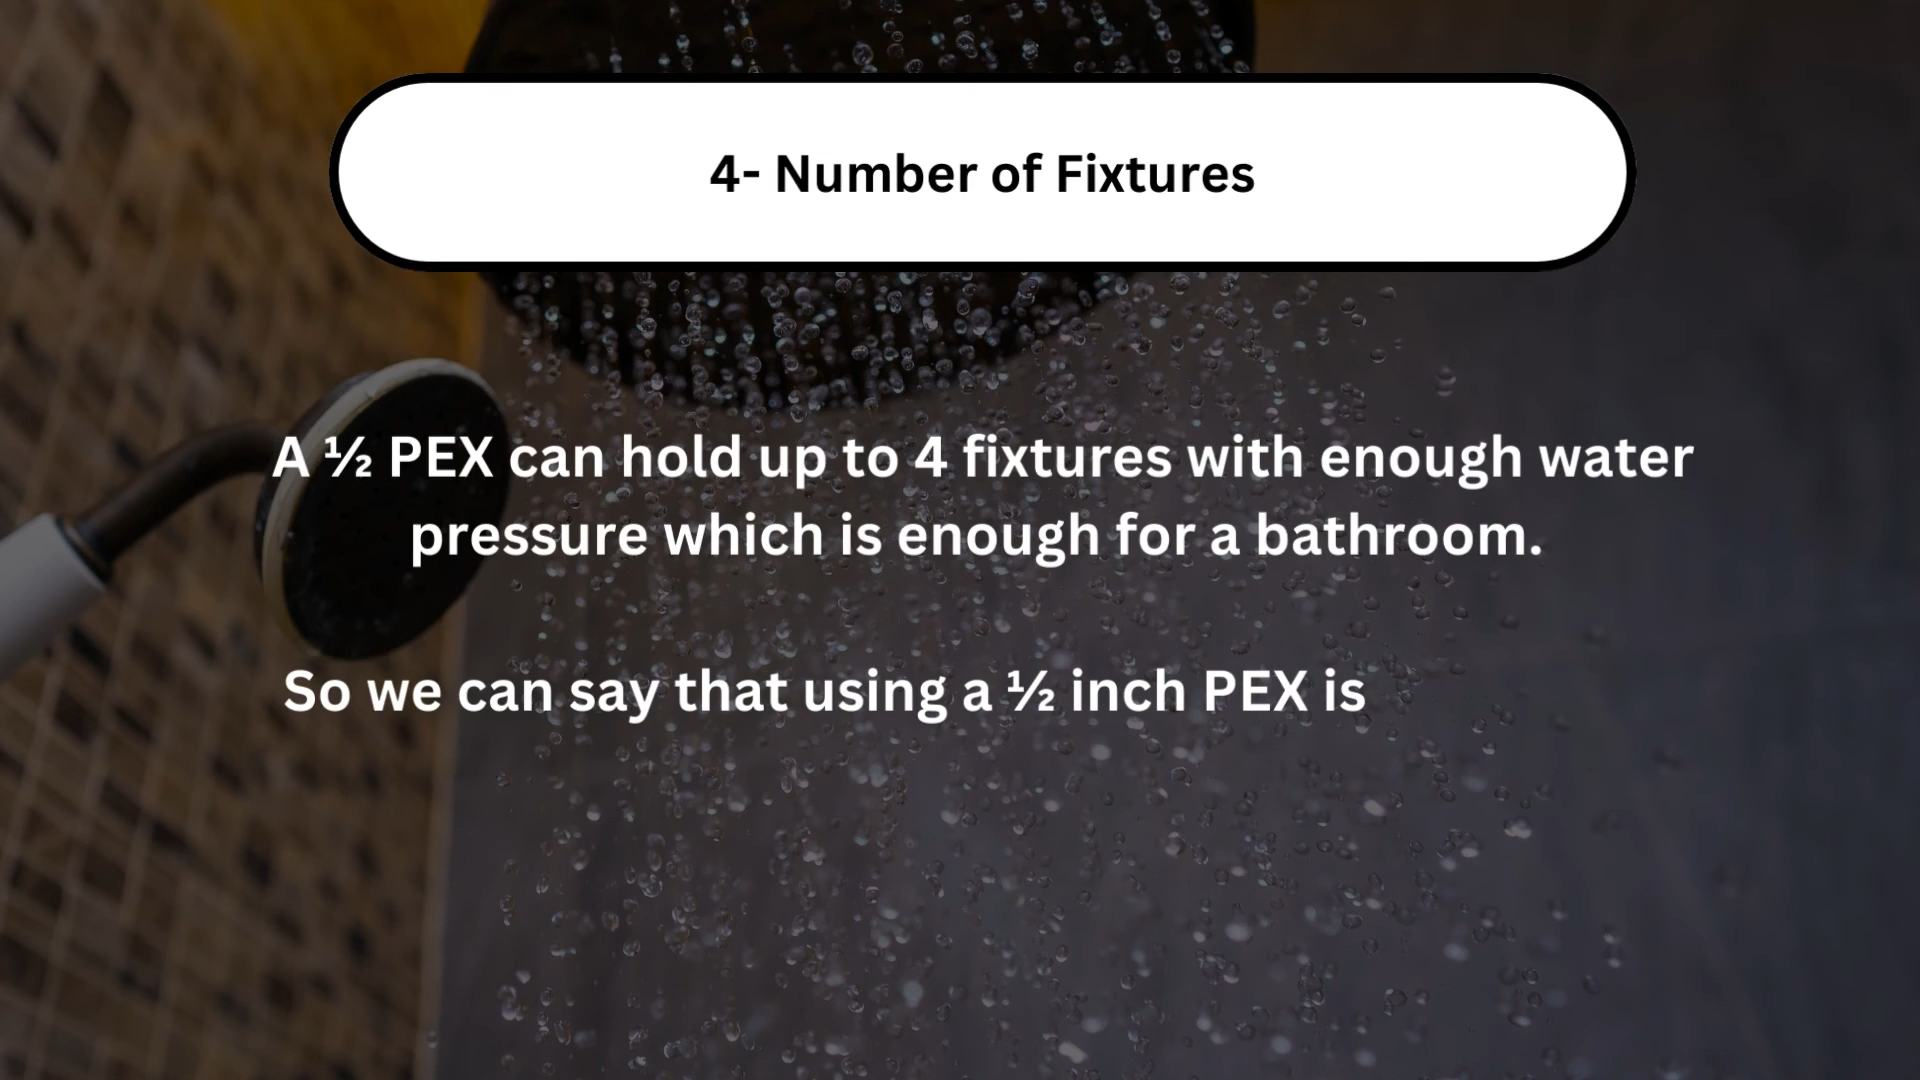 4- Number of Fixtures
A ½ PEX can hold up to 4 fixtures with enough water
pressure which is enough for a bathroom.
So we can say that using a ½ inch PEX is